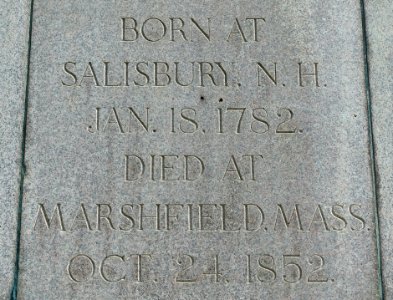 BORN AT
SALISBURY, N.H.
JAN. 18. 1782.
DIED AT
MARSHFIELD, MASS.
OCT. 24. 1852.